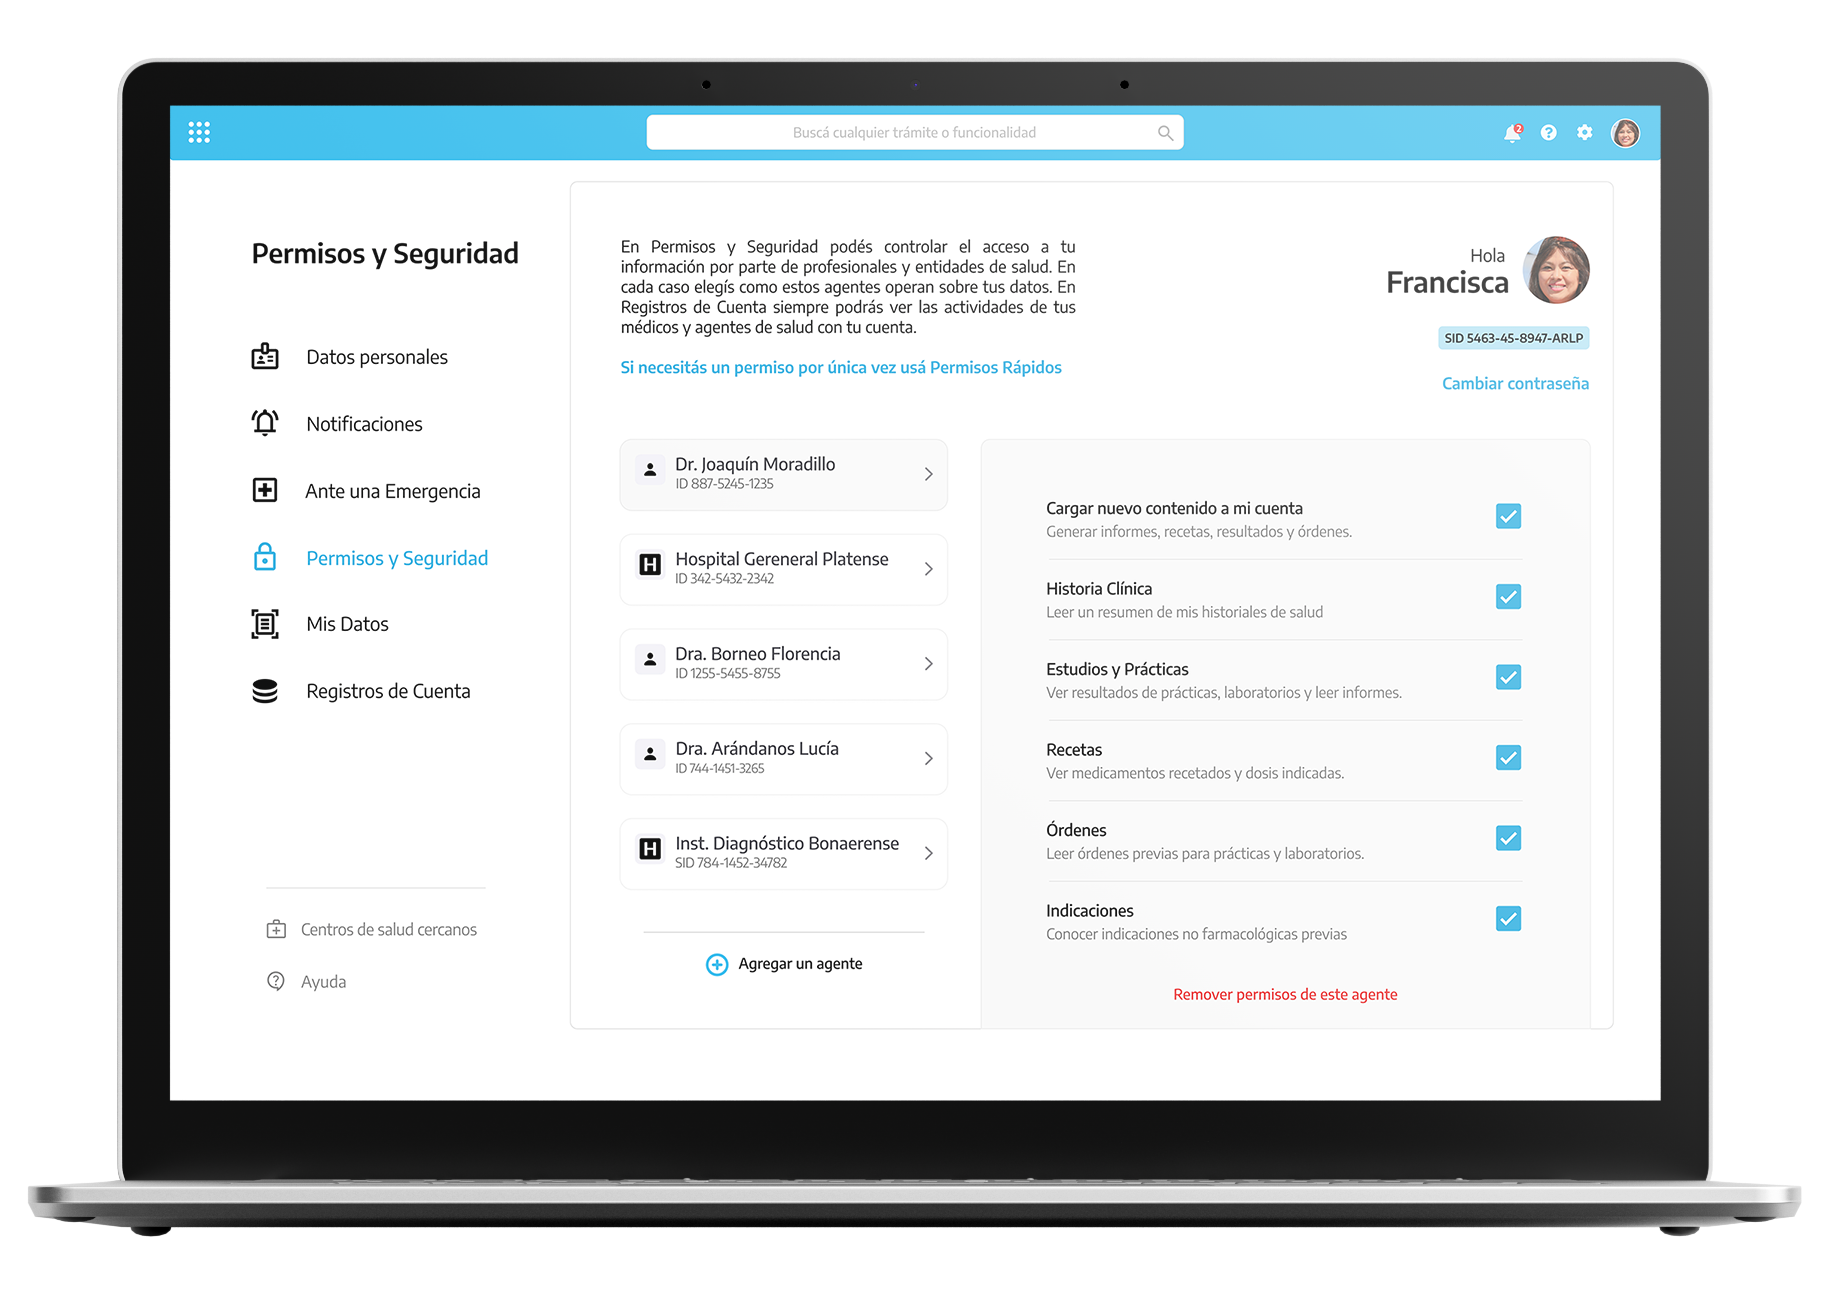 Buscá cualquier trámite o funcionalidad
2
Permisos y Seguridad
Datos personales
Notificaciones
Ante una Emergencia
Permisos y Seguridad
Mis Datos
Registros de Cuenta
Centros de salud cercanos
Ayuda
En Permisos y Seguridad podés controlar el acceso a tu
información por parte de profesionales y entidades de salud. En
cada caso elegís como estos agentes operan sobre tus datos. En
Registros de Cuenta siempre podrás ver las actividades de tus
médicos y agentes de salud con tu cuenta.
Si necesitás un permiso por única vez usá Permisos Rápidos
Hola
Francisca
SID 5463-45-8947-ARLP
Cambiar contraseña
Dr. Joaquín Moradillo
ID 887-5245-1235
H
Hospital Gereneral Platense
ID 342-5432-2342
Dra. Borneo Florencia
ID 1255-5455-8755
Dra. Arándanos Lucía
ID 744-1451-3265
H
Inst. Diagnóstico Bonaerense
SID 784-1452-34782
Agregar un agente
Cargar nuevo contenido a mi cuenta
Generar informes, recetas, resultados y órdenes.
Historia Clínica
Leer un resumen de mis historiales de salud
Estudios y Prácticas
Ver resultados de prácticas, laboratorios y leer informes.
Recetas
Ver medicamentos recetados y dosis indicadas.
Órdenes
Leer órdenes previas para prácticas y laboratorios.
Indicaciones
Conocer indicaciones no farmacológicas previas
Remover permisos de este agente